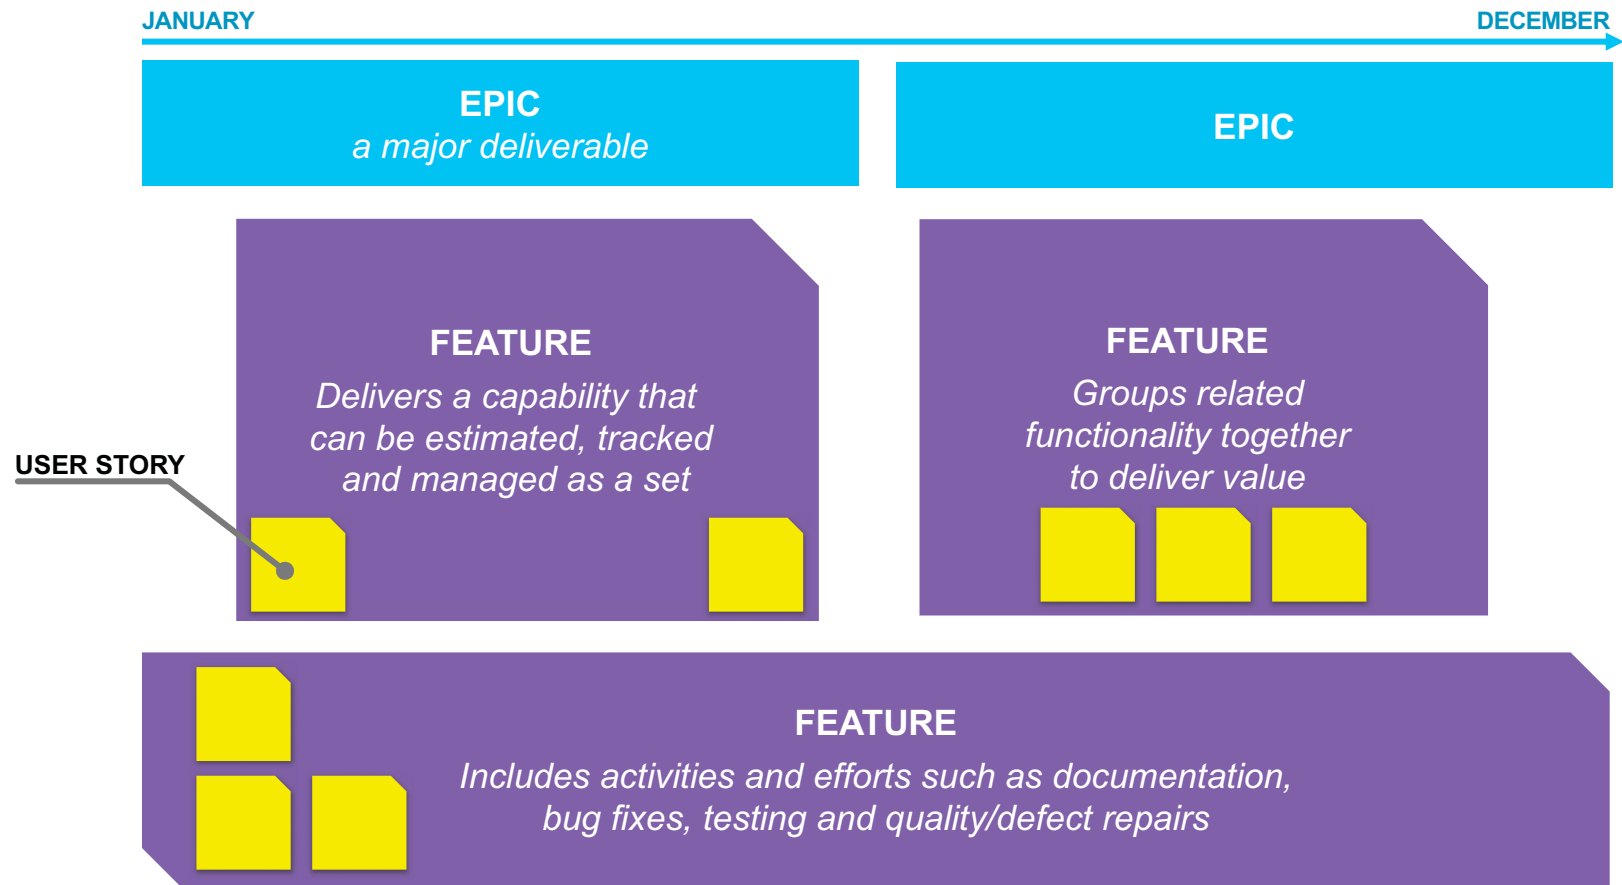 JANUARY
DECEMBER
EPIC
a major deliverable
EPIC
FEATURE
Delivers a capability that
can be estimated, tracked
and managed as a set
FEATURE
Groups related
functionality together
to deliver value
USER STORY
FEATURE
Includes activities and efforts such as documentation,
bug fixes, testing and quality/defect repairs